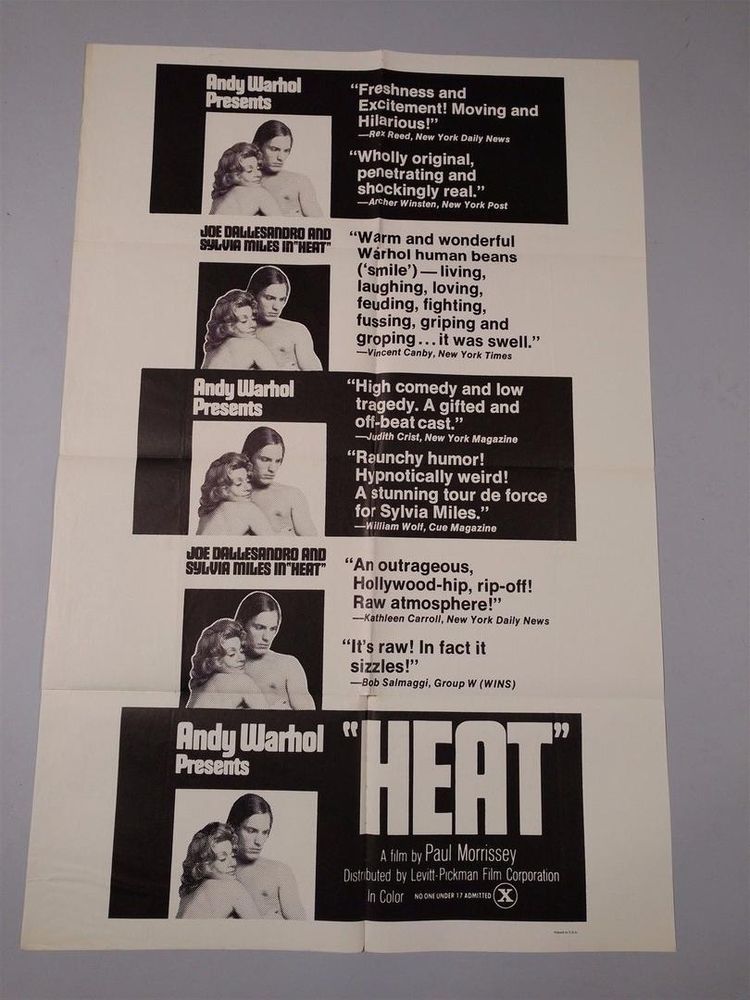 Andy Warhol
Presents
“Freshness and
Excitement! Moving and
Hilarious!”
—Rex Reed, New York Daily News
“Wholly original,
penetrating and
shockingly real.”
—Archer Winsten, New York Post
JOE DALLESANDRO AND
SYLVIA MILES IN "HEAT"
“Warm and wonderful
Warhol human beans
(‘smile’) — living,
laughing, loving,
feuding, fighting,
fussing, griping and
groping...it was swell.”
—Vincent Canby, New York Times
Andy Warhol
Presents
“High comedy and low
tragedy. A gifted and
off-beat cast.”
—Judith Crist, New York Magazine
“Raunchy humor!
Hypnotically weird!
A stunning tour de force
for Sylvia Miles.”
—William Wolf, Cue Magazine
JOE DALLESANDRO AND
SYLVIA MILES IN "HEAT"
“An outrageous,
Hollywood-hip, rip-off!
Raw atmosphere!”
—Kathleen Carroll, New York Daily News
“It’s raw! In fact it
sizzles!”
—Bob Salmaggi, Group W (WINS)
Andy Warhol
Presents
“HEAT”
A film by Paul Morrissey
Distributed by Levitt-Pickman Film Corporation
In Color NO ONE UNDER 17 ADMITTED X